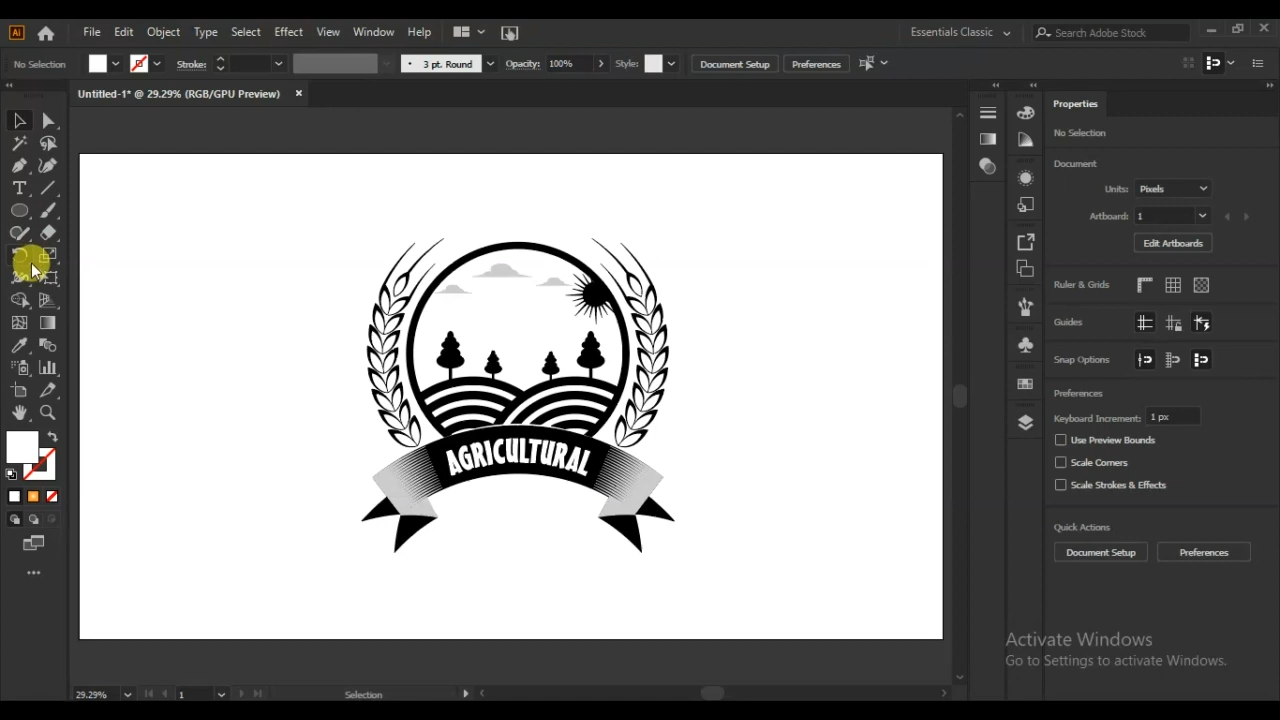 Ai File Edit Object Type Select Effect View Window Help Essentials Classic Search Adobe Stock
No Selection Stroke: 3 pt. Round Opacity: 100% Style: Document Setup Preferences
Untitled-1* @ 29.29% (RGB/GPU Preview) ×
Properties
No Selection
Document
Units: Pixels
Artboard: 1
Edit Artboards
Ruler & Grids
Guides
Snap Options
Preferences
Keyboard Increment: 1 px
Use Preview Bounds
Scale Corners
Scale Strokes & Effects
Quick Actions
Document Setup Preferences
AGRICULTURAL
Activate Windows
Go to Settings to activate Windows.
29.29% 1 Selection